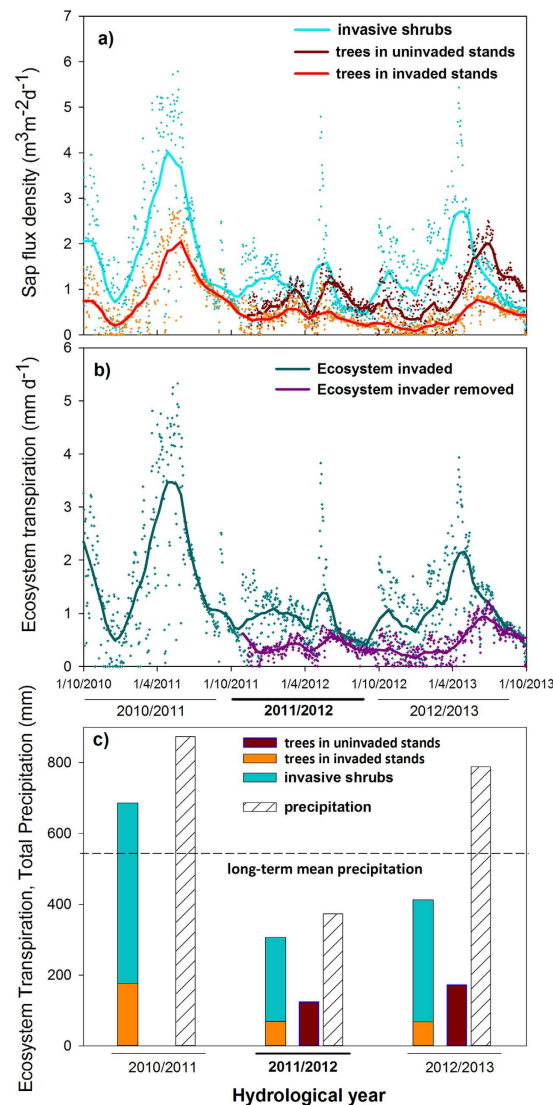 a)
invasive shrubs
trees in uninvaded stands
trees in invaded stands
Sap flux density (m³m⁻²d⁻¹)
7
6
5
4
3
2
1
0
b)
Ecosystem invaded
Ecosystem invader removed
Ecosystem transpiration (mm d⁻¹)
6
5
4
3
2
1
0
1/10/2010 1/4/2011 1/10/2011 1/4/2012 1/10/2012 1/4/2013 1/10/2013
2010/2011 2011/2012 2012/2013
c)
trees in uninvaded stands
trees in invaded stands
invasive shrubs
precipitation
long-term mean precipitation
Ecosystem Transpiration, Total Precipitation (mm)
800
600
400
200
0
2010/2011 2011/2012 2012/2013
Hydrological year